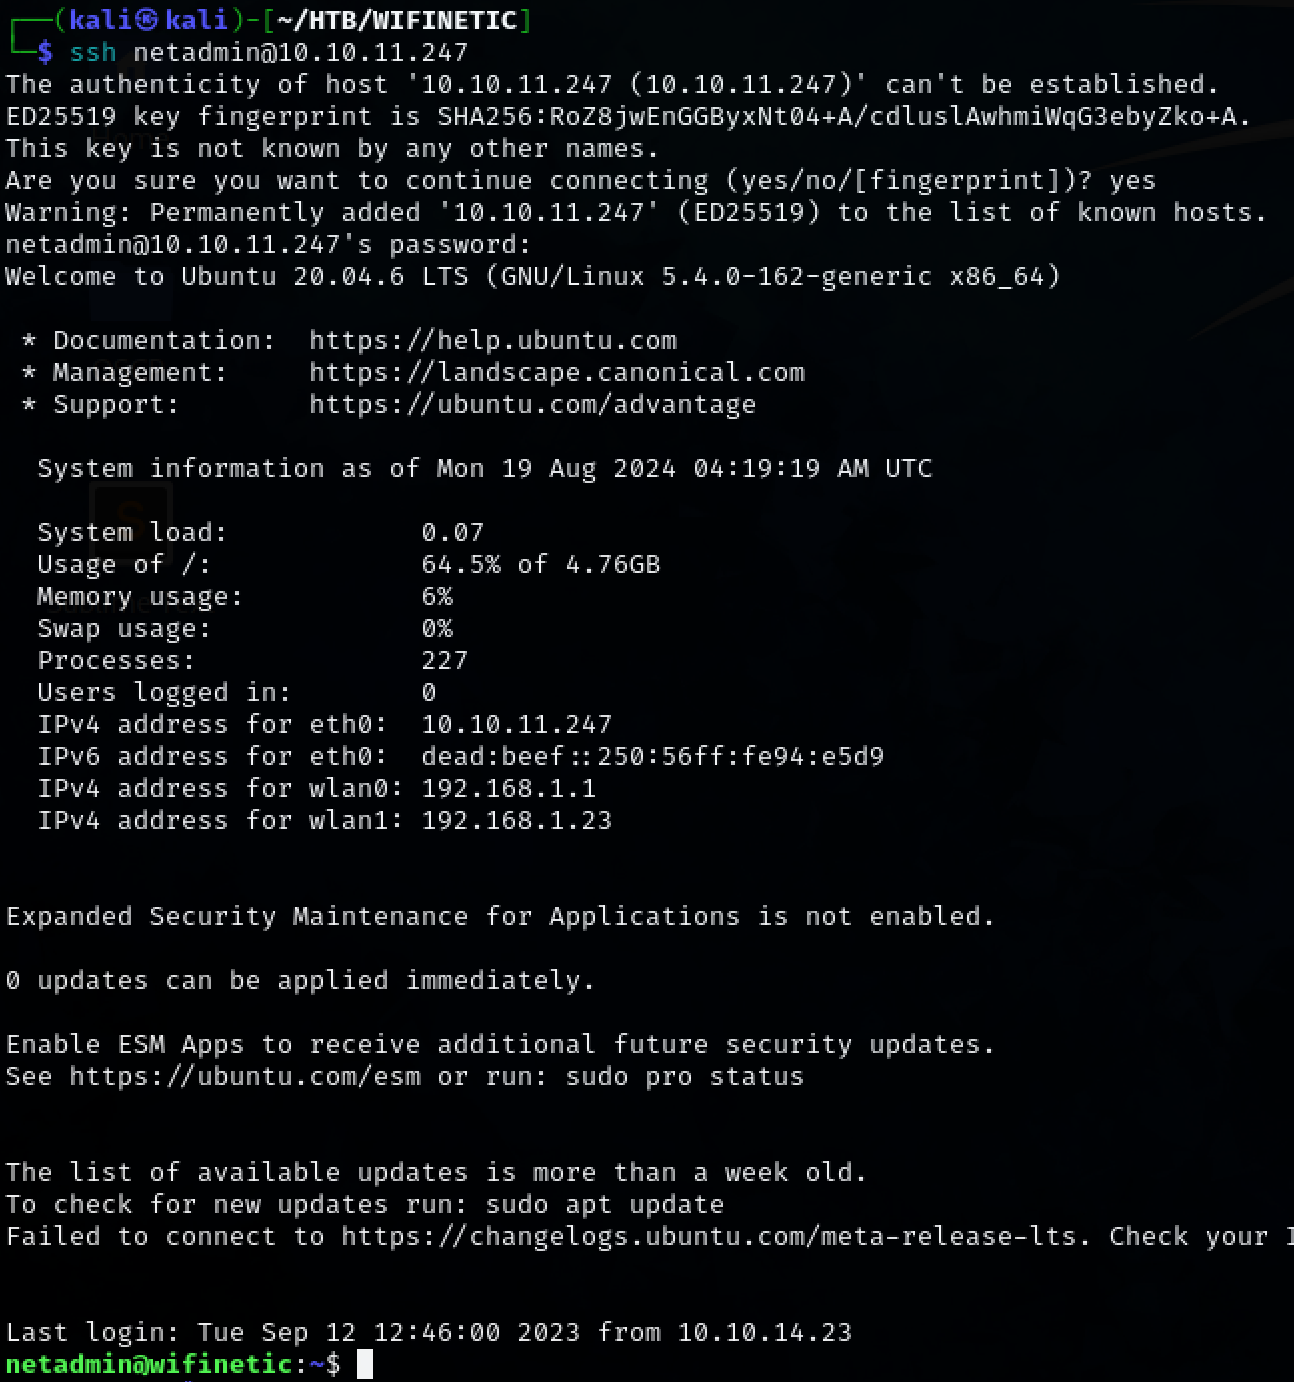 ┌──(kali㉿kali)-[~/HTB/WIFINETIC]
└─$ ssh netadmin@10.10.11.247
The authenticity of host '10.10.11.247 (10.10.11.247)' can't be established.
ED25519 key fingerprint is SHA256:RoZ8jwEnGGByxNt04+A/cdluslAwhmiWqG3ebyZko+A.
This key is not known by any other names.
Are you sure you want to continue connecting (yes/no/[fingerprint])? yes
Warning: Permanently added '10.10.11.247' (ED25519) to the list of known hosts.
netadmin@10.10.11.247's password:
Welcome to Ubuntu 20.04.6 LTS (GNU/Linux 5.4.0-162-generic x86_64)
* Documentation:  https://help.ubuntu.com
* Management:     https://landscape.canonical.com
* Support:        https://ubuntu.com/advantage
System information as of Mon 19 Aug 2024 04:19:19 AM UTC
System load:            0.07
Usage of /:             64.5% of 4.76GB
Memory usage:           6%
Swap usage:             0%
Processes:              227
Users logged in:        0
IPv4 address for eth0:  10.10.11.247
IPv6 address for eth0:  dead:beef::250:56ff:fe94:e5d9
IPv4 address for wlan0: 192.168.1.1
IPv4 address for wlan1: 192.168.1.23
Expanded Security Maintenance for Applications is not enabled.
0 updates can be applied immediately.
Enable ESM Apps to receive additional future security updates.
See https://ubuntu.com/esm or run: sudo pro status
The list of available updates is more than a week old.
To check for new updates run: sudo apt update
Failed to connect to https://changelogs.ubuntu.com/meta-release-lts. Check your
Last login: Tue Sep 12 12:46:00 2023 from 10.10.14.23
netadmin@wifinetic:~$